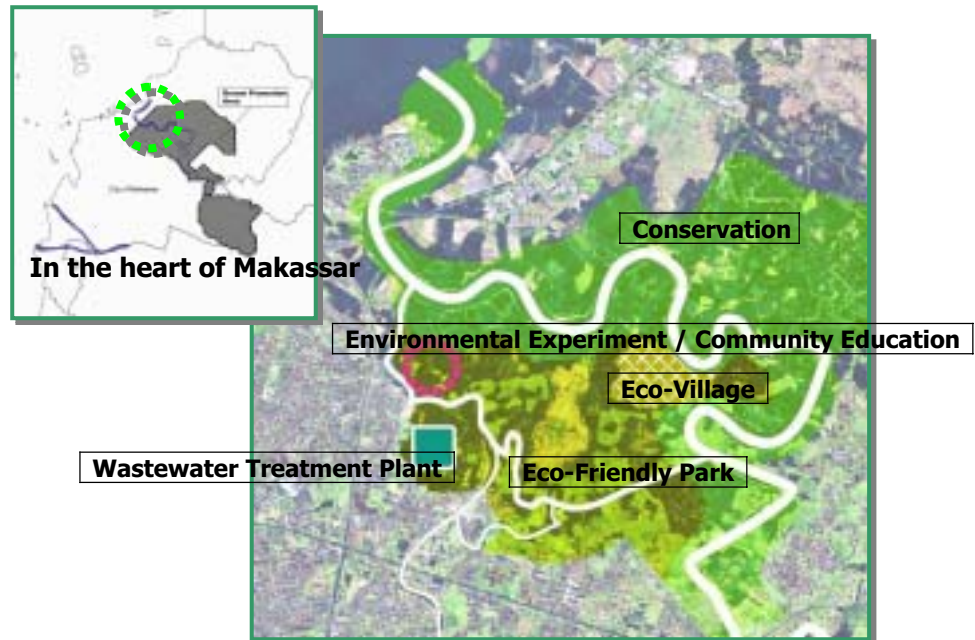 In the heart of Makassar
Conservation
Environmental Experiment / Community Education
Eco-Village
Wastewater Treatment Plant
Eco-Friendly Park